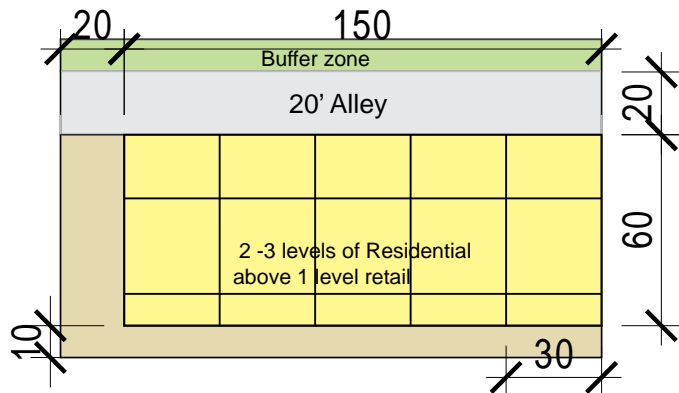 20 150
Buffer zone
20' Alley
20
2 -3 levels of Residential
above 1 level retail
60
10
30